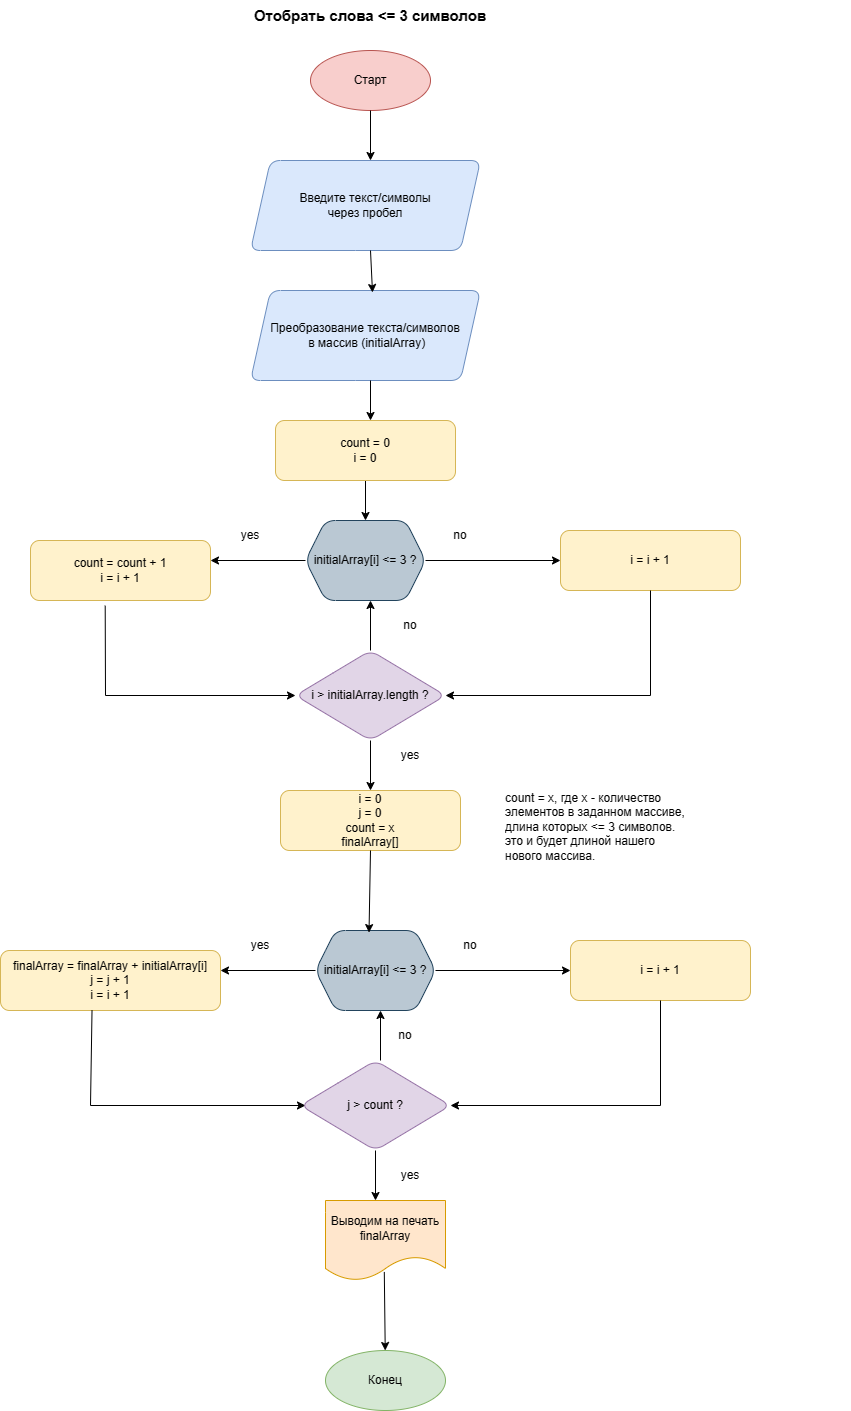 Отобрать слова <= 3 символов
Старт
Введите текст/символы
через пробел
Преобразование текста/символов
в массив (initialArray)
count = 0
i = 0
yes
no
count = count + 1
i = i + 1
initialArray[i] <= 3 ?
i = i + 1
no
i > initialArray.length ?
yes
i = 0
j = 0
count = x
finalArray[]
count = x, где x - количество
элементов в заданном массиве,
длина которых <= 3 символов.
это и будет длиной нашего
нового массива.
yes
no
finalArray = finalArray + initialArray[i]
j = j + 1
i = i + 1
initialArray[i] <= 3 ?
i = i + 1
no
j > count ?
yes
Выводим на печать
finalArray
Конец